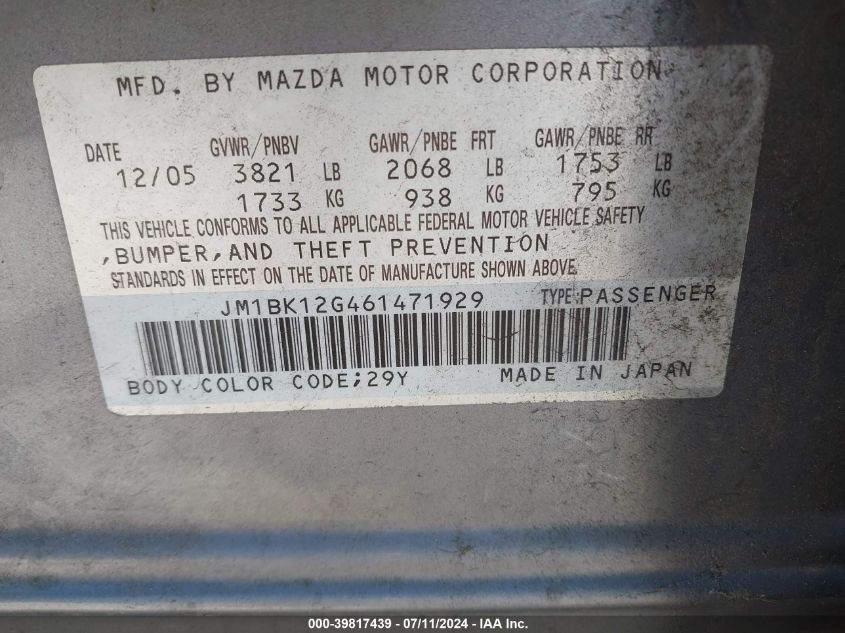 MFD. BY MAZDA MOTOR CORPORATION
DATE GVWR/PNBV GAWR/PNBE FRT GAWR/PNBE RR
12/05 3821 LB 2068 LB 1753 LB
1733 KG 938 KG 795 KG
THIS VEHICLE CONFORMS TO ALL APPLICABLE FEDERAL MOTOR VEHICLE SAFETY
,BUMPER,AND THEFT PREVENTION
STANDARDS IN EFFECT ON THE DATE OF MANUFACTURE SHOWN ABOVE.
JM1BK12G461471929 TYPE:PASSENGER
BODY COLOR CODE;29Y MADE IN JAPAN
000-39817439 - 07/11/2024 - IAA Inc.